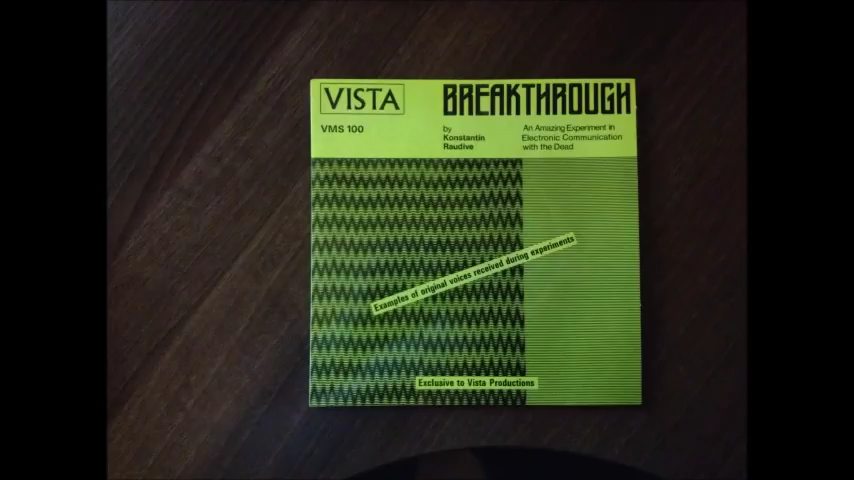 VISTA
BREAKTHROUGH
VMS 100
by
Konstantin
Raudive
An Amazing Experiment in
Electronic Communication
with the Dead
Examples of original voices received during experiments
Exclusive to Vista Productions